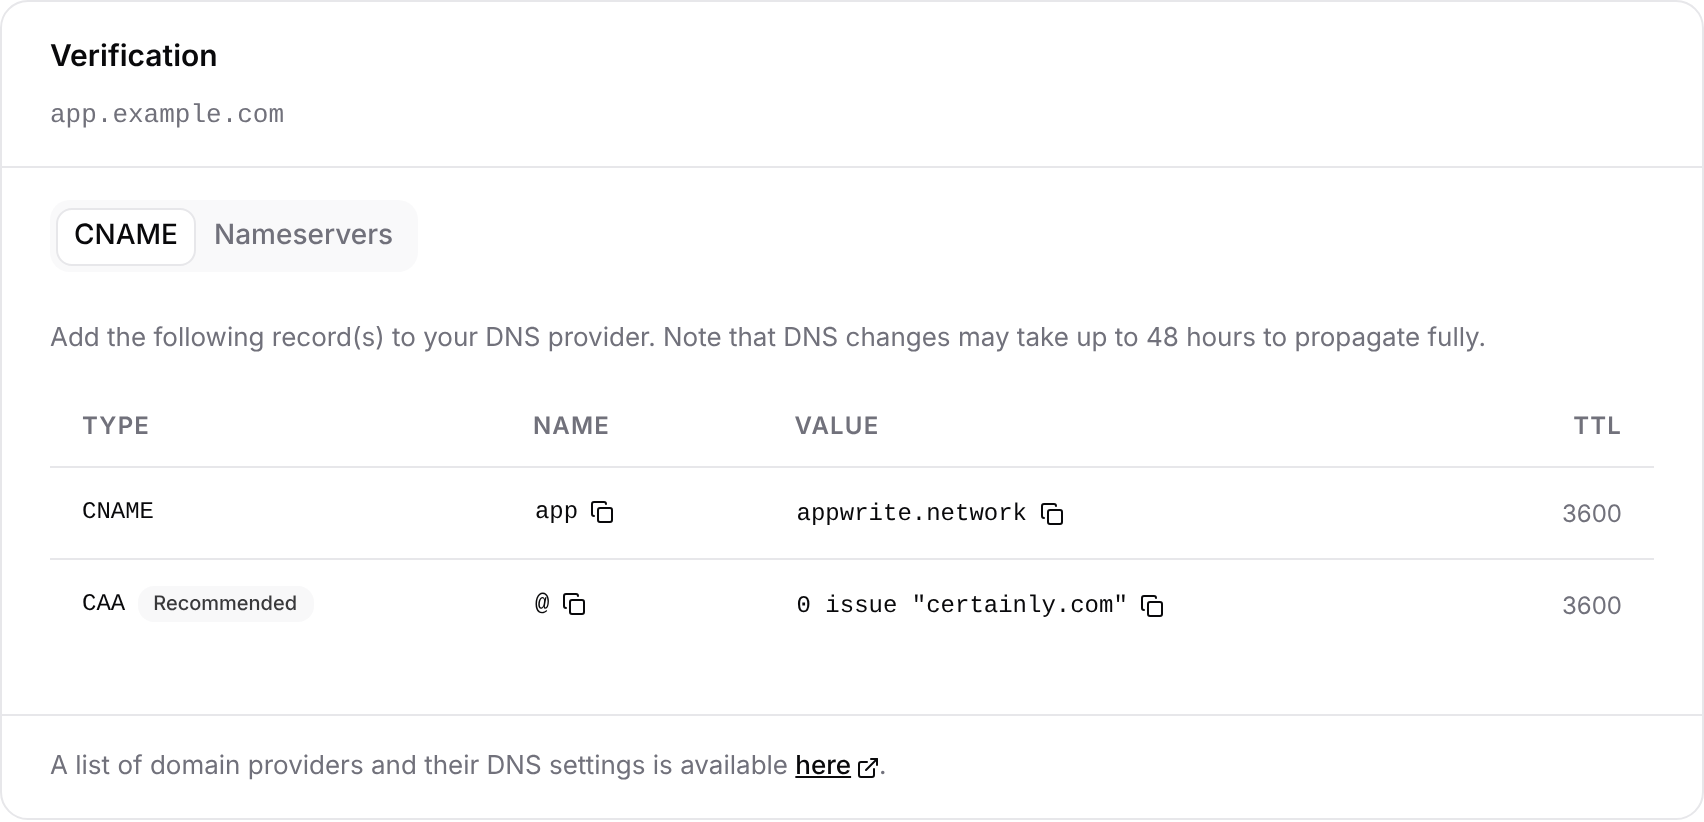 Verification
app.example.com
CNAME Nameservers
Add the following record(s) to your DNS provider. Note that DNS changes may take up to 48 hours to propagate fully.
TYPE NAME VALUE TTL
CNAME app appwrite.network 3600
CAA Recommended @ 0 issue "certainly.com" 3600
A list of domain providers and their DNS settings is available here.